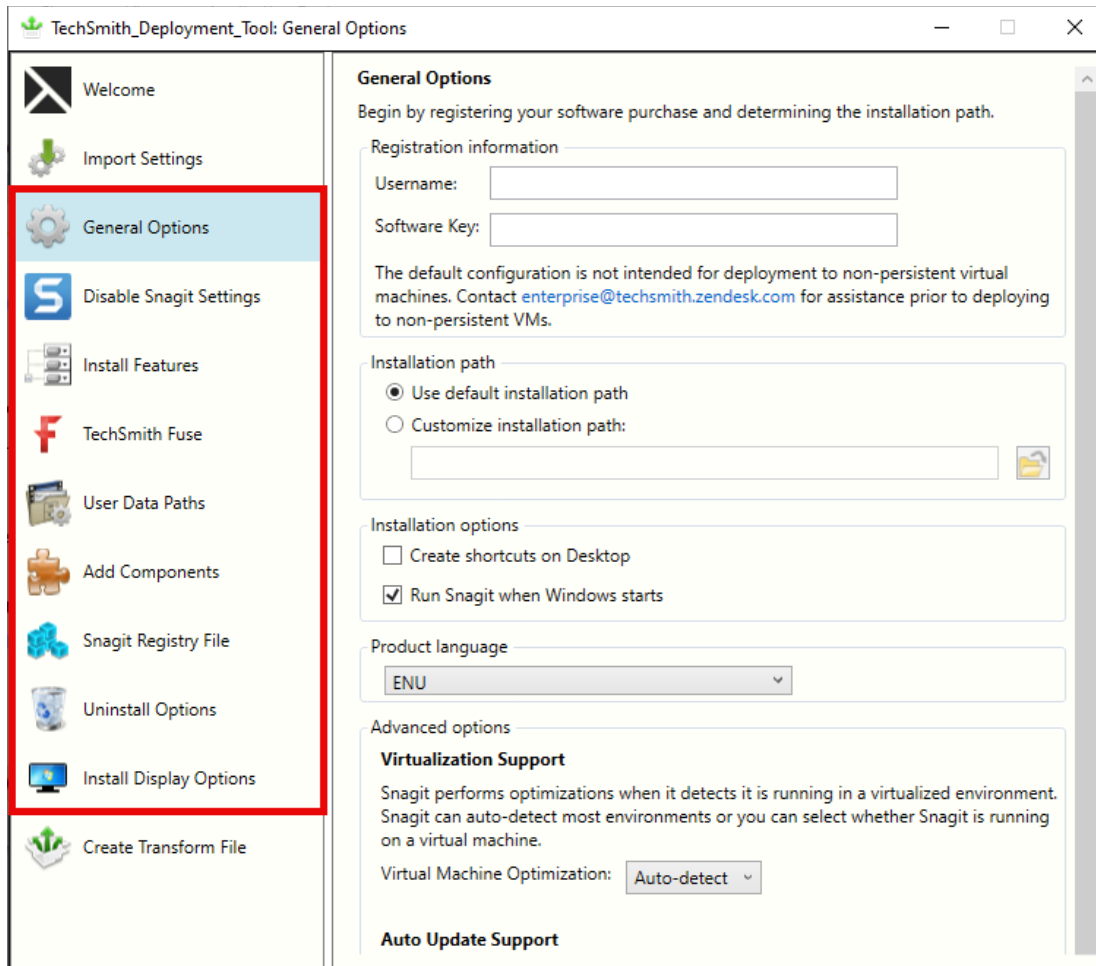 TechSmith_Deployment_Tool: General Options
Welcome
Import Settings
General Options
Disable Snagit Settings
Install Features
TechSmith Fuse
User Data Paths
Add Components
Snagit Registry File
Uninstall Options
Install Display Options
Create Transform File
General Options
Begin by registering your software purchase and determining the installation path.
Registration information
Username:
Software Key:
The default configuration is not intended for deployment to non-persistent virtual
machines. Contact enterprise@techsmith.zendesk.com for assistance prior to deploying
to non-persistent VMs.
Installation path
Use default installation path
Customize installation path:
Installation options
Create shortcuts on Desktop
Run Snagit when Windows starts
Product language
ENU
Advanced options
Virtualization Support
Snagit performs optimizations when it detects it is running in a virtualized environment.
Snagit can auto-detect most environments or you can select whether Snagit is running
on a virtual machine.
Virtual Machine Optimization: Auto-detect
Auto Update Support